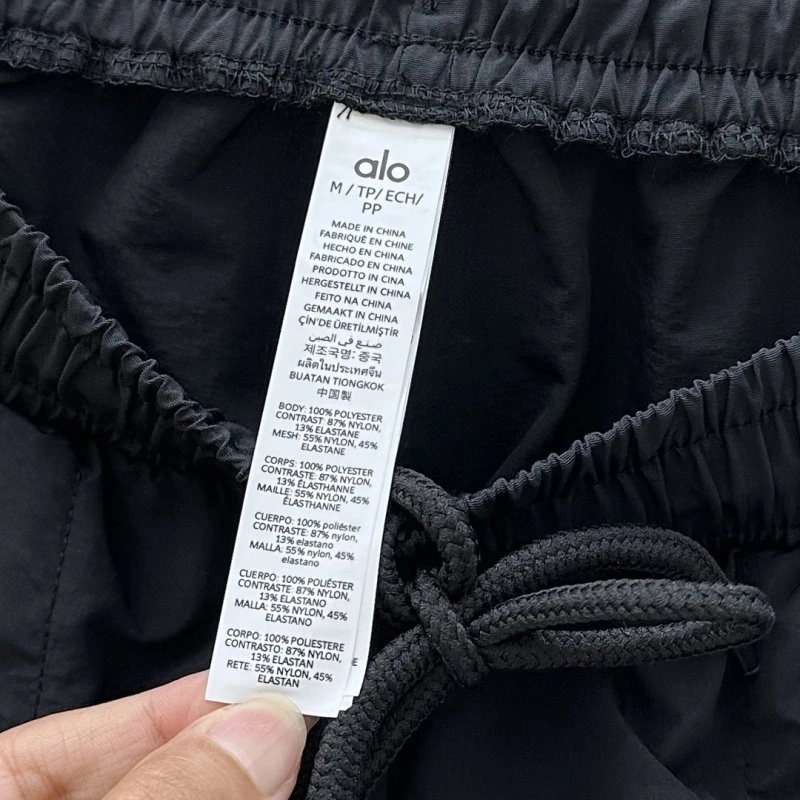 alo
M / TP/ ECH/
PP
MADE IN CHINA
FABRIQUÉ EN CHINE
HECHO EN CHINA
FABRICADO EN CHINA
PRODOTTO IN CINA
HERGESTELLT IN CHINA
FEITO NA CHINA
GEMAAKT IN CHINA
ÇİN'DE ÜRETİLMİŞTİR
صنع في الصين
제조국명: 중국
ผลิตในประเทศจีน
BUATAN TIONGKOK
中国製
BODY: 100% POLYESTER
CONTRAST: 87% NYLON,
13% ELASTANE
MESH: 55% NYLON, 45%
ELASTANE
CORPS: 100% POLYESTER
CONTRASTE: 87% NYLON,
13% ÉLASTHANNE
MAILLE: 55% NYLON, 45%
ÉLASTHANNE
CUERPO: 100% poliéster
CONTRASTE: 87% nylon,
13% elastano
MALLA: 55% nylon, 45%
elastano
CUERPO: 100% POLIÉSTER
CONTRASTE: 87% NYLON,
13% ELASTANO
MALLA: 55% NYLON, 45%
ELASTANO
CORPO: 100% POLIESTERE
CONTRASTO: 87% NYLON,
13% ELASTAN
RETE: 55% NYLON, 45%
ELASTAN